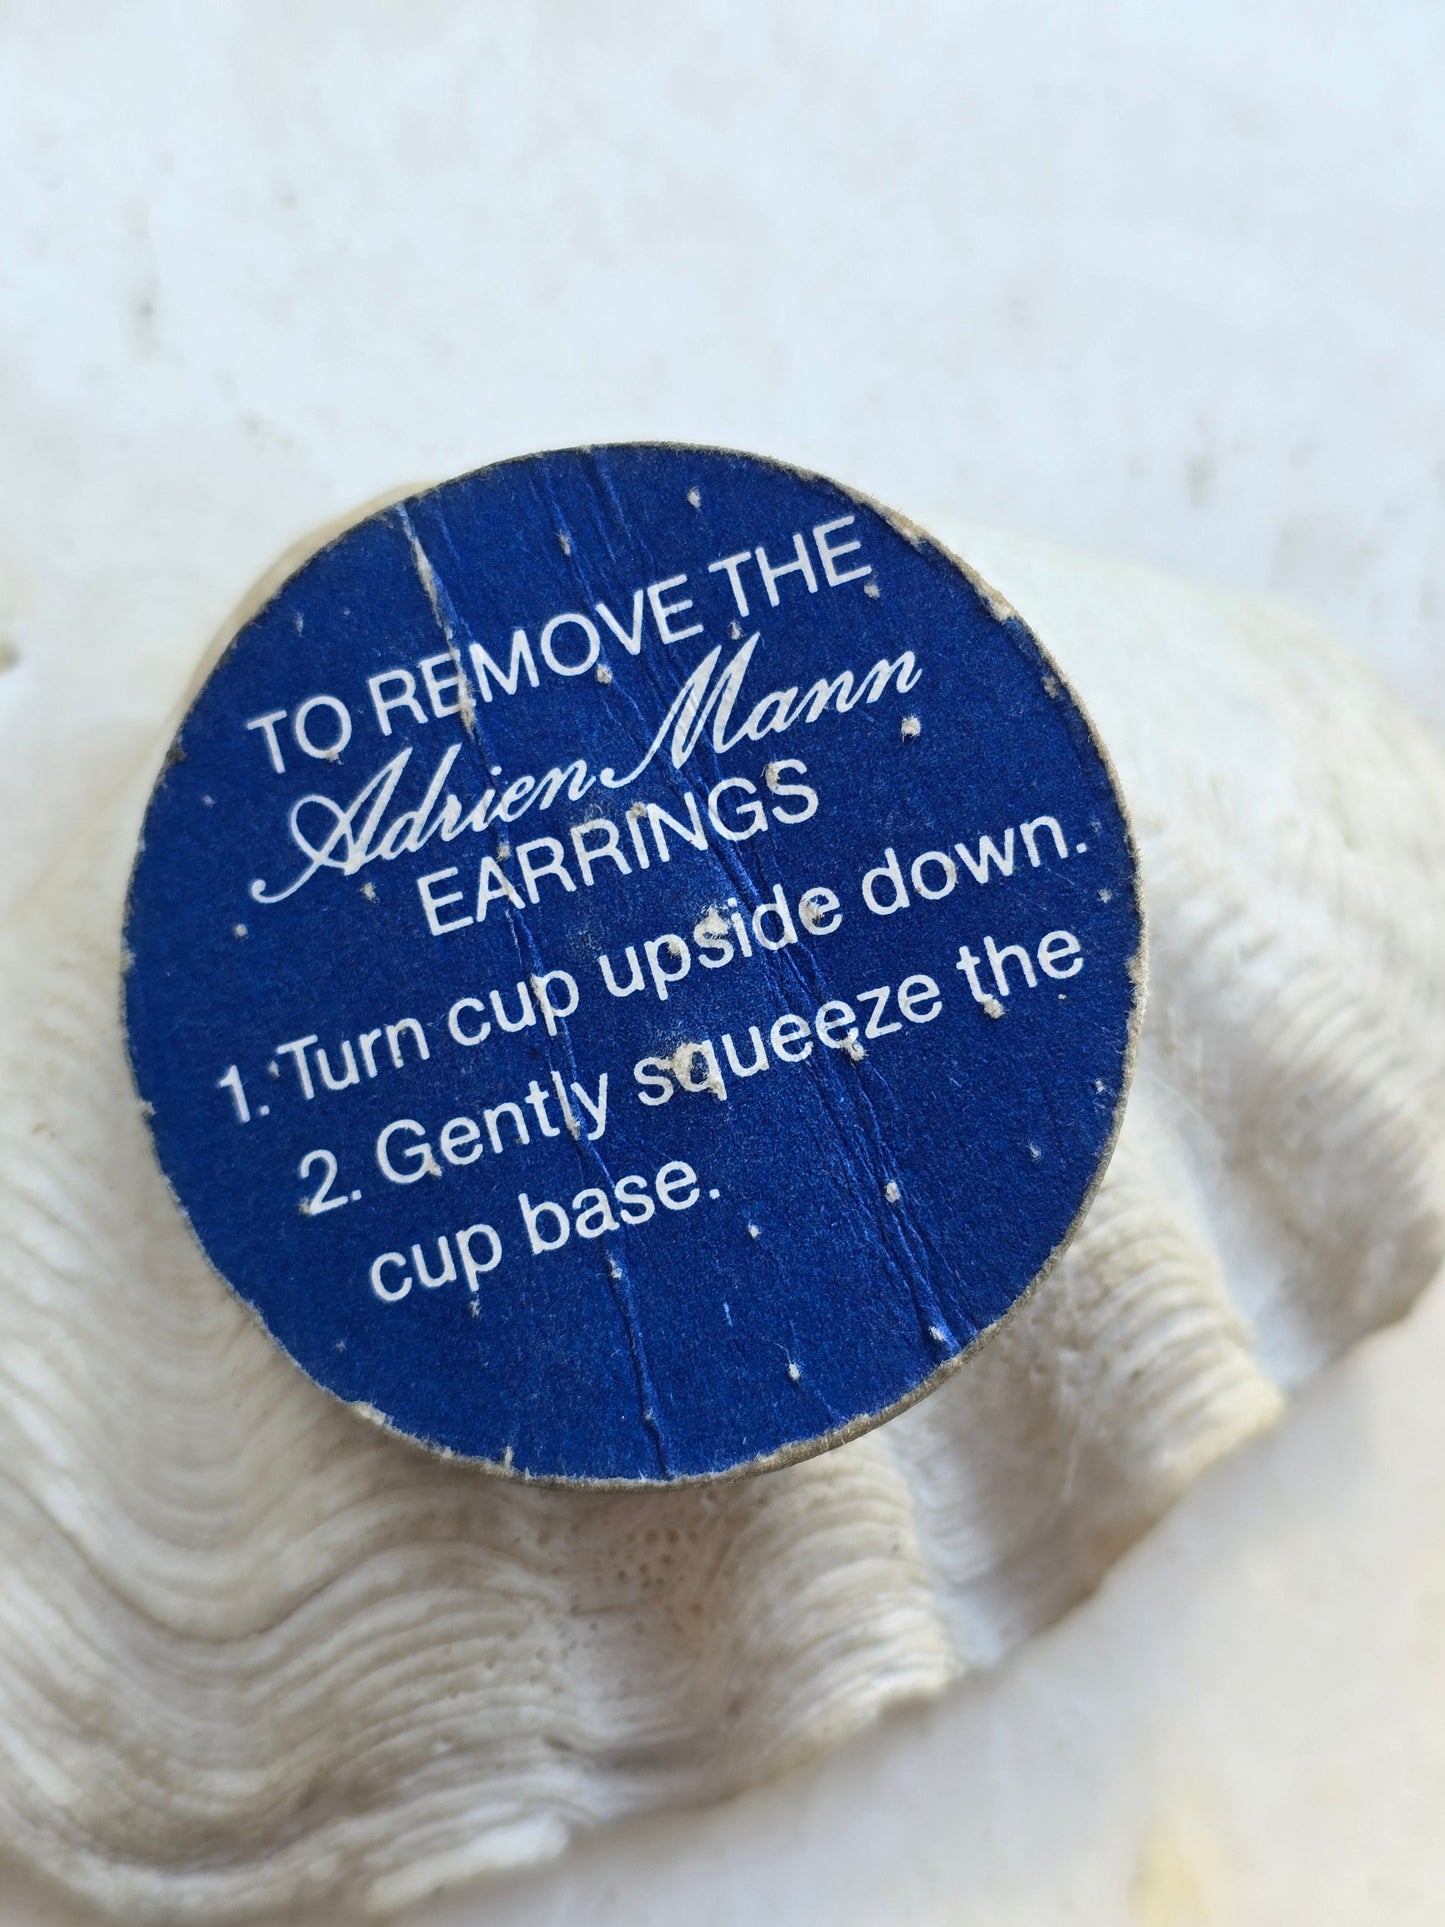 TO REMOVE THE
Adrien Mann
EARRINGS
1. Turn cup upside down.
2. Gently squeeze the
cup base.